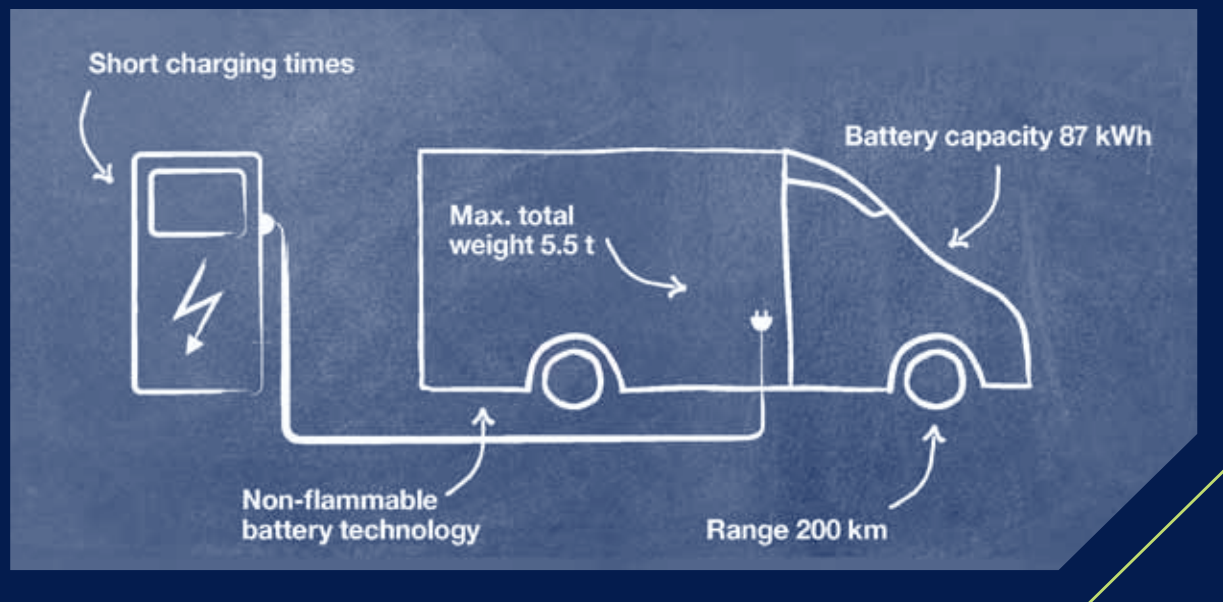 Short charging times
Battery capacity 87 kWh
Max. total
weight 5.5 t
Non-flammable
battery technology
Range 200 km